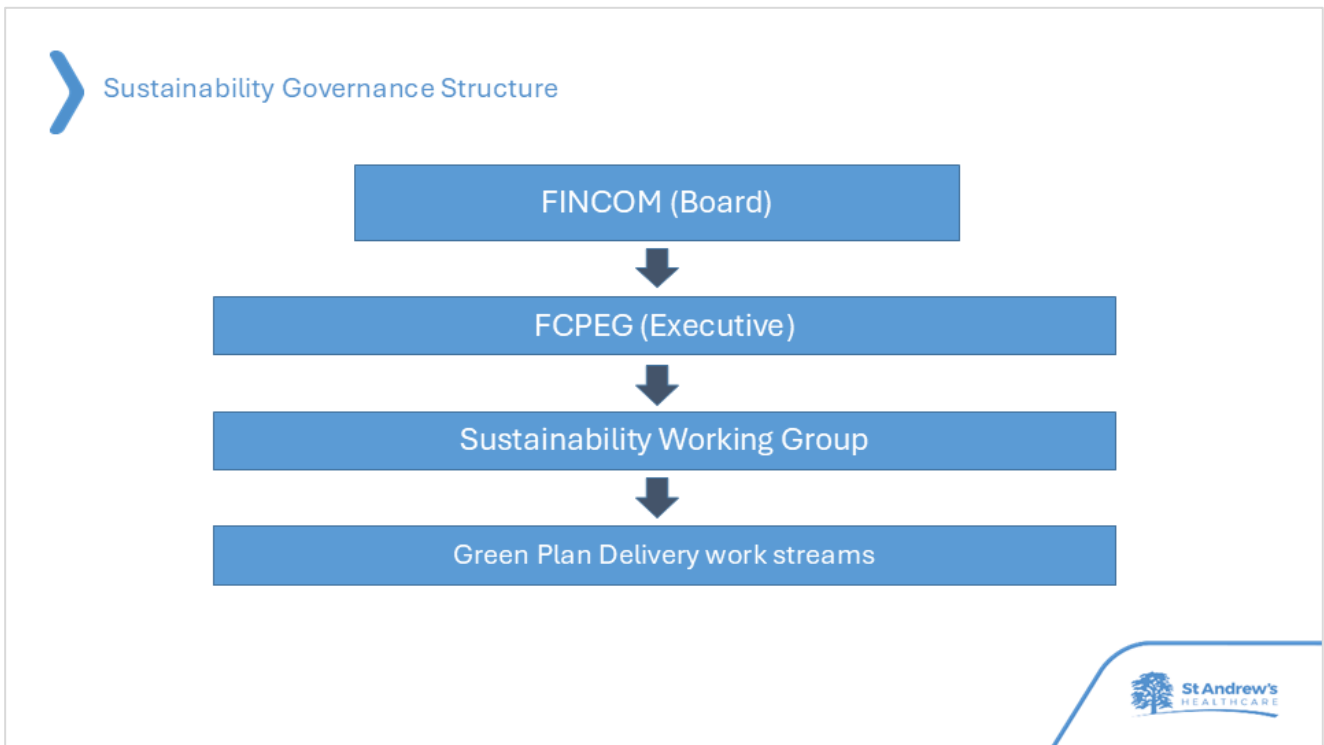 Sustainability Governance Structure
FINCOM (Board)
FCPEG (Executive)
Sustainability Working Group
Green Plan Delivery work streams
St Andrew's
HEALTHCARE